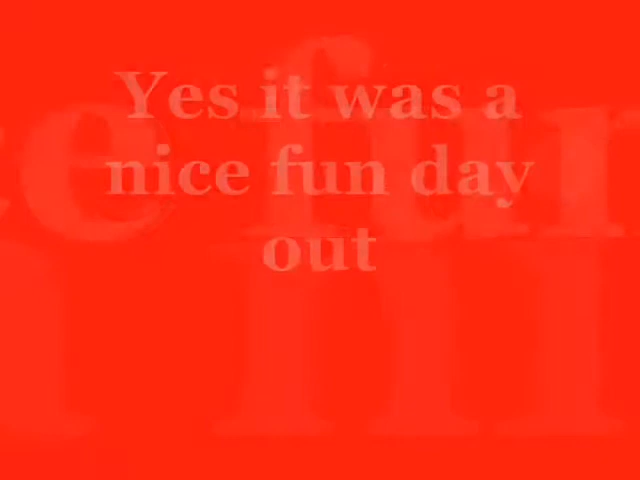 Yes it was a
nice fun day
out